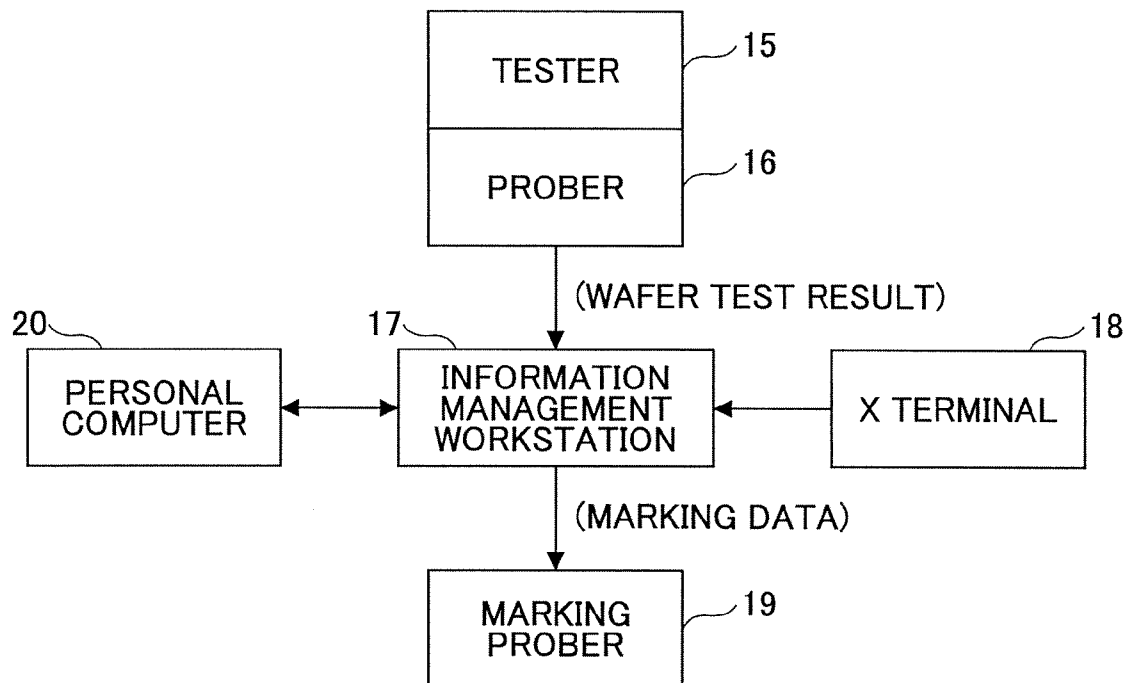 15
TESTER
16
PROBER
(WAFER TEST RESULT)
20
17
18
PERSONAL
COMPUTER
INFORMATION
MANAGEMENT
WORKSTATION
X TERMINAL
(MARKING DATA)
19
MARKING
PROBER